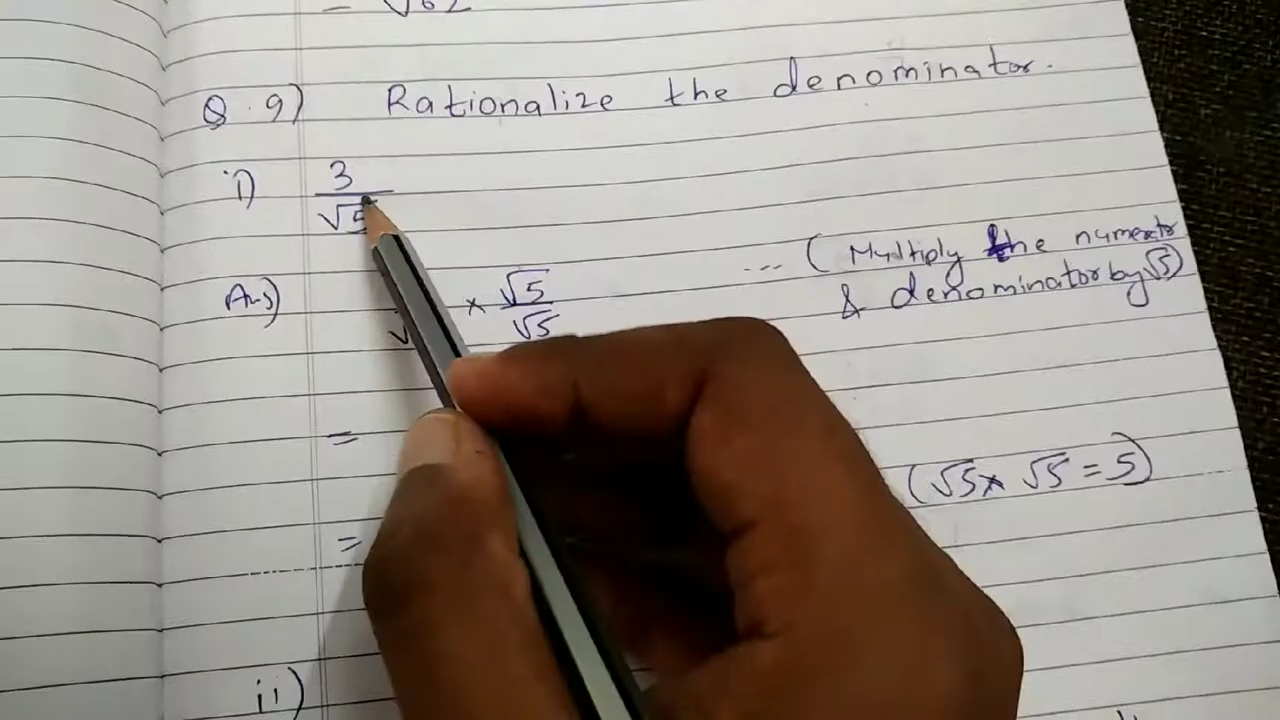 = √62
Q.9) Rationalize the denominator.
i) 3/√5
Ans) × √5/√5 ... (Multiply the numerator
& denominator by √5)
=
(√5 × √5 = 5)
=
ii)